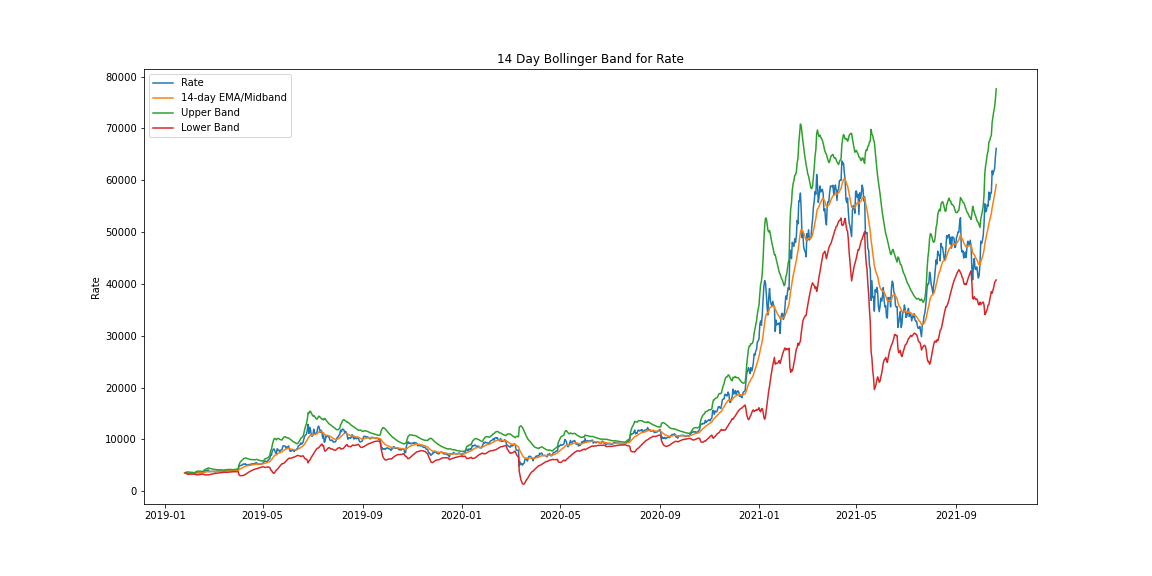 14 Day Bollinger Band for Rate
Rate
14-day EMA/Midband
Upper Band
Lower Band
80000
70000
60000
50000
40000
30000
20000
10000
0
Rate
2019-01 2019-05 2019-09 2020-01 2020-05 2020-09 2021-01 2021-05 2021-09